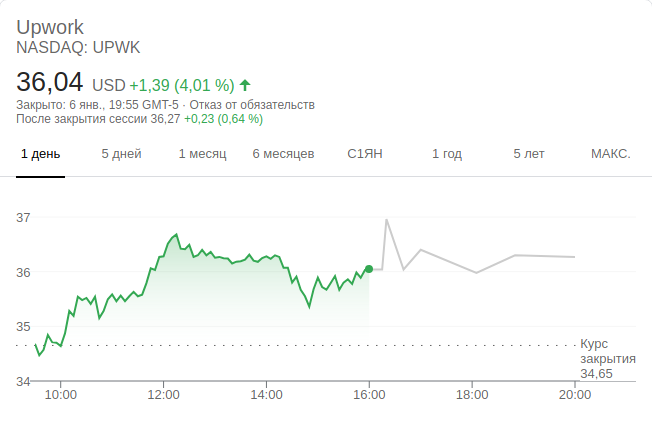 Upwork
NASDAQ: UPWK
36,04 USD +1,39 (4,01 %)
Закрыто: 6 янв., 19:55 GMT-5 · Отказ от обязательств
После закрытия сессии 36,27 +0,23 (0,64 %)
1 день 5 дней 1 месяц 6 месяцев С1ЯН 1 год 5 лет МАКС.
37
36
35
Курс
закрытия
34,65
34
10:00 12:00 14:00 16:00 18:00 20:00